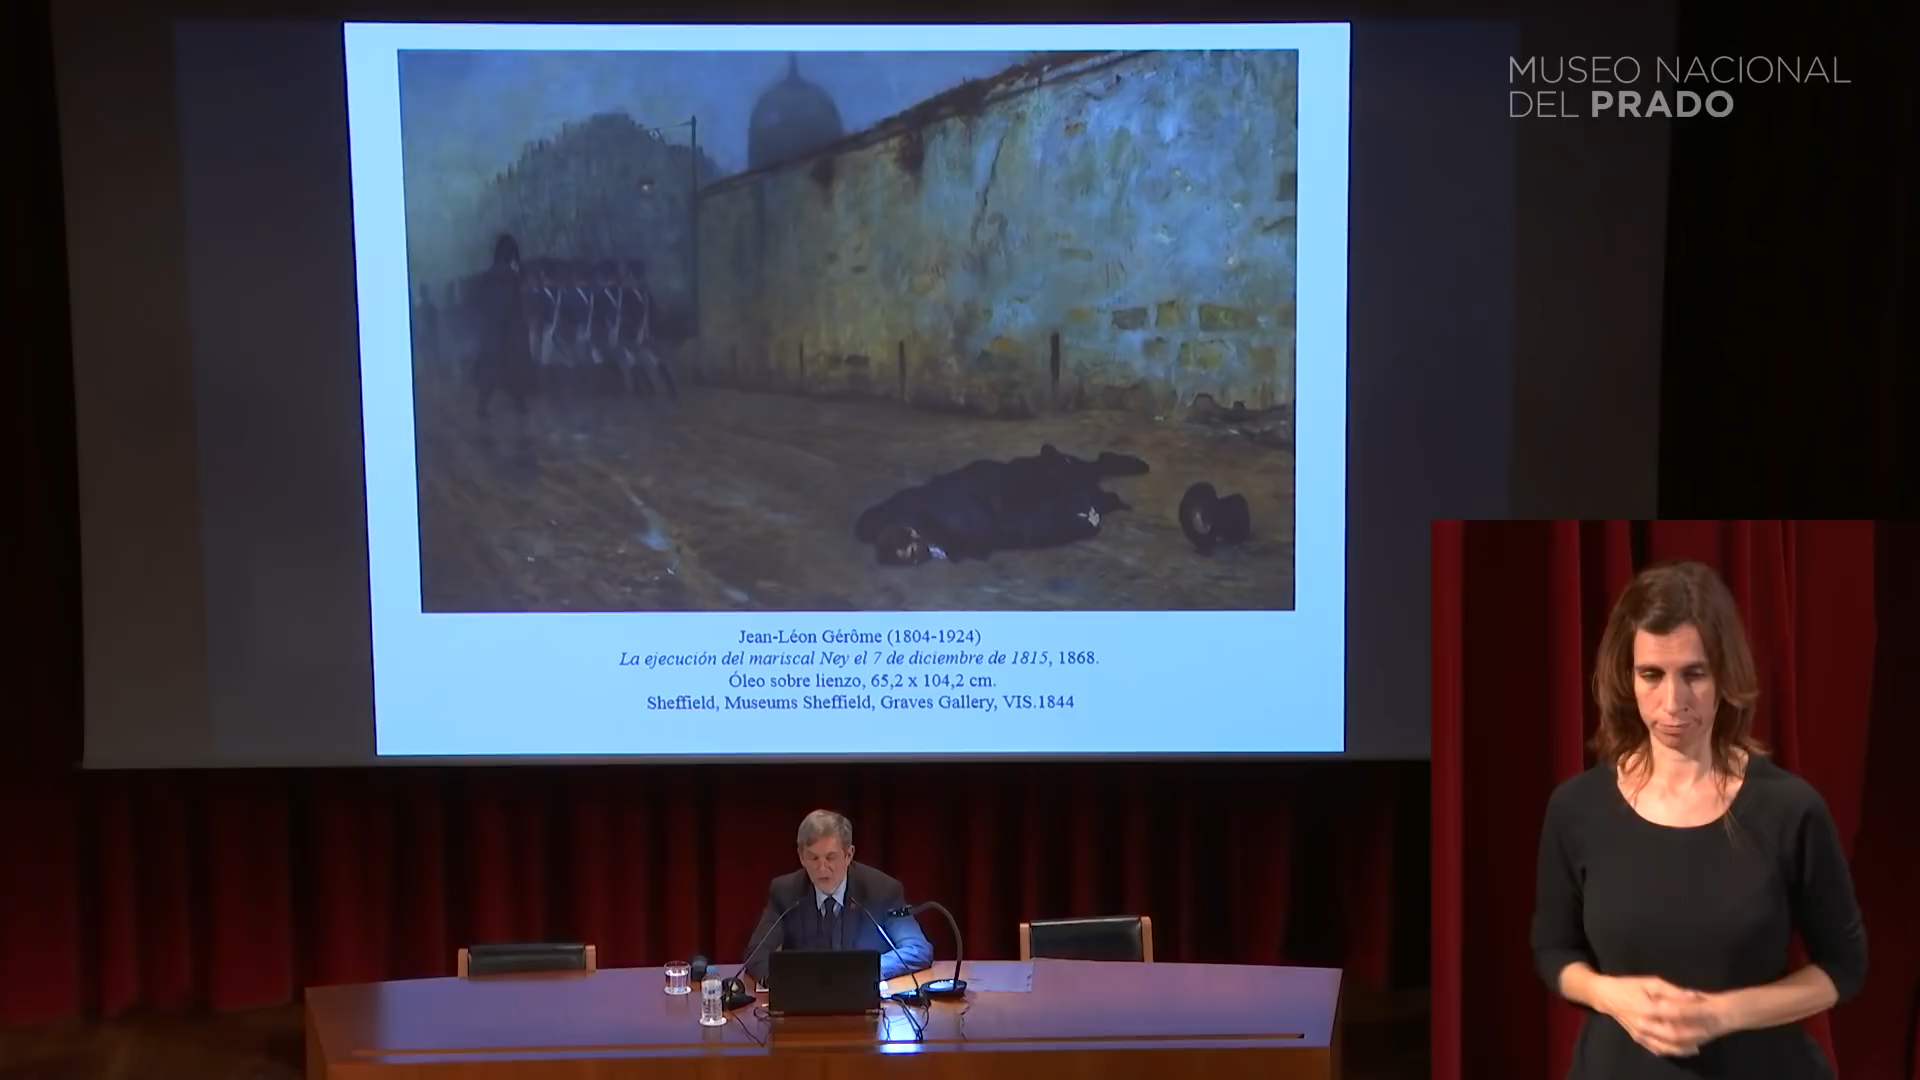 MUSEO NACIONAL
DEL PRADO
Jean-Léon Gérôme (1804-1924)
La ejecución del mariscal Ney el 7 de diciembre de 1815, 1868.
Óleo sobre lienzo, 65,2 x 104,2 cm.
Sheffield, Museums Sheffield, Graves Gallery, VIS.1844